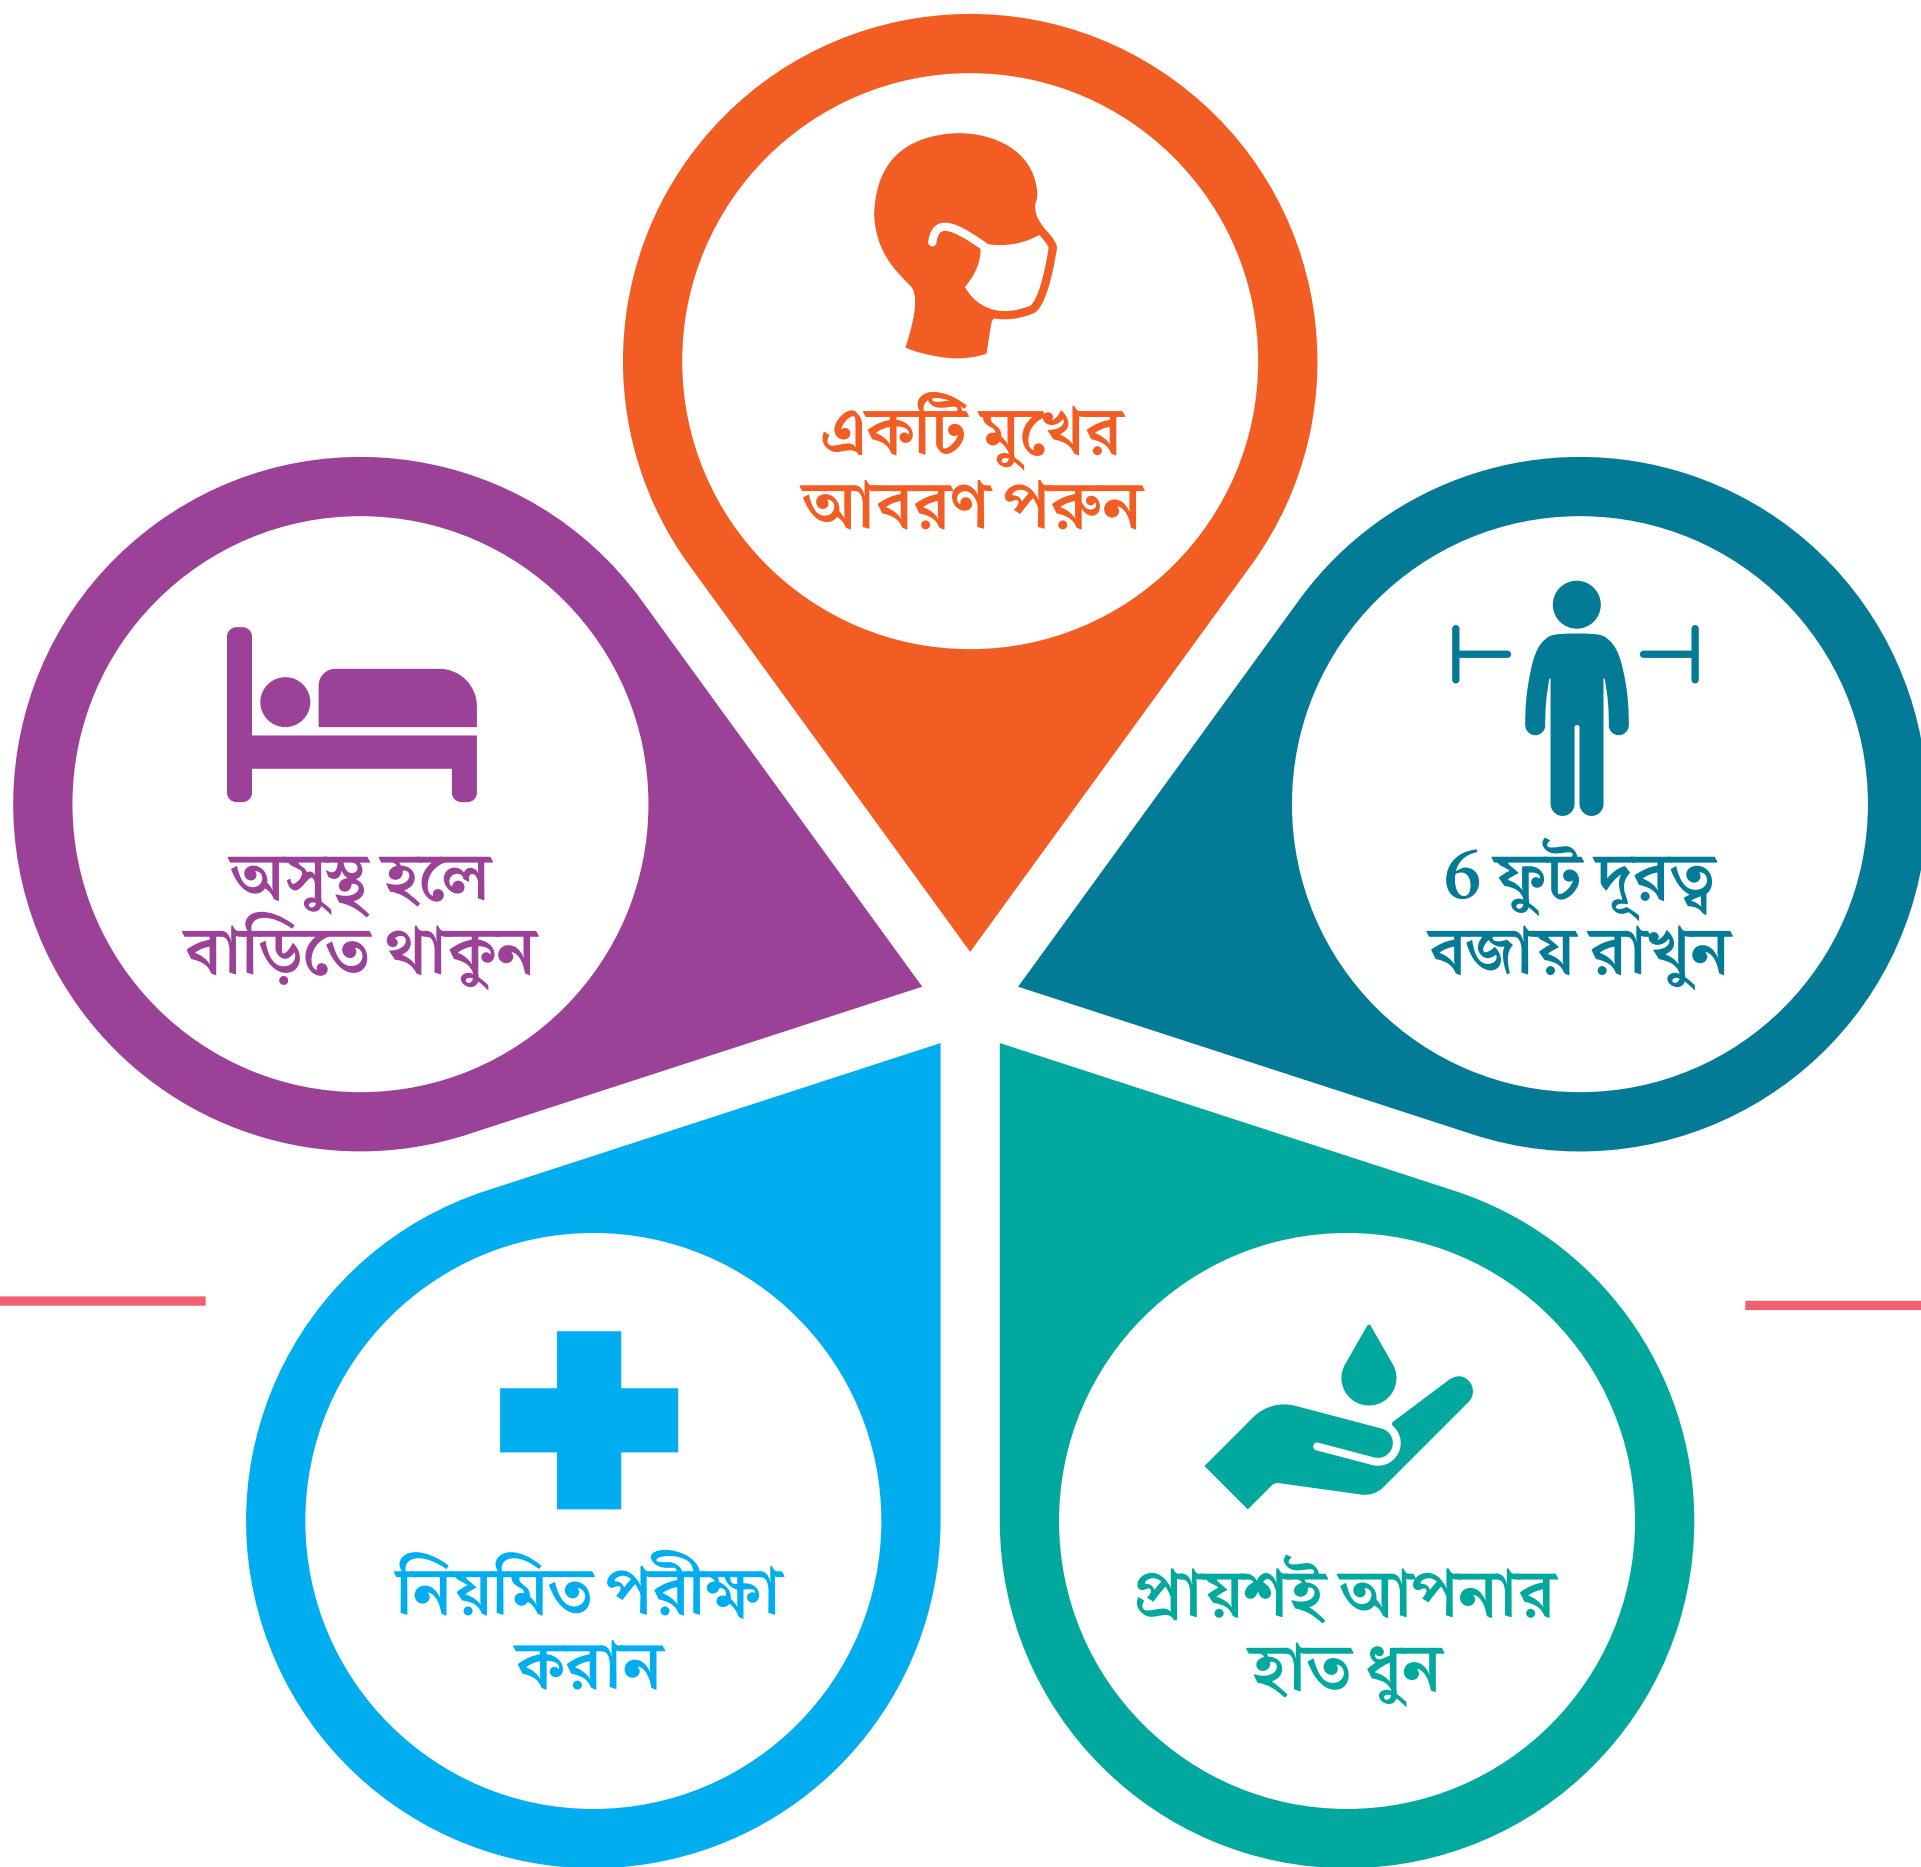 একটি মুখের
আবরণ পরুন
অসুস্থ হলে
বাড়িতে থাকুন
6 ফুট দূরত্ব
বজায় রাখুন
নিয়মিত পরীক্ষা
করান
প্রায়শই আপনার
হাত ধুন